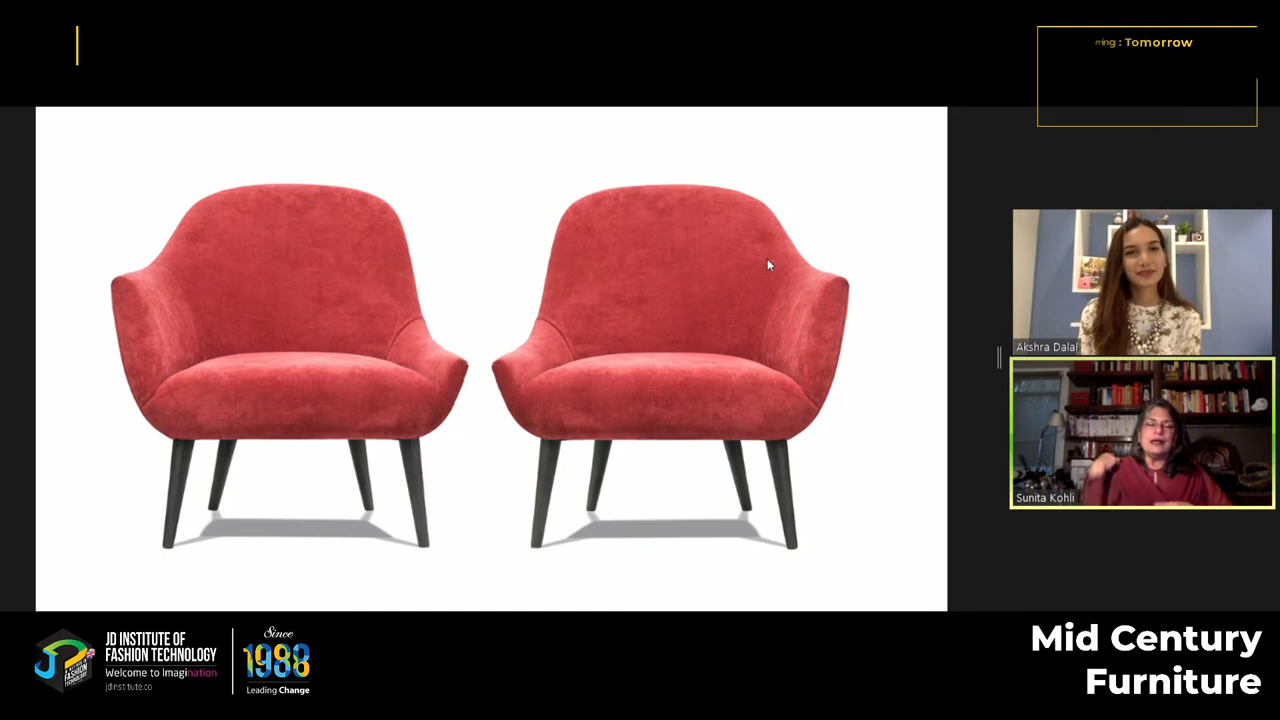 : Tomorrow
Akshra Dalal
Sunita Kohli
JD INSTITUTE OF
FASHION TECHNOLOGY
Welcome to Imagination
jdinstitute.co
Since
1988
Leading Change
Mid Century
Furniture